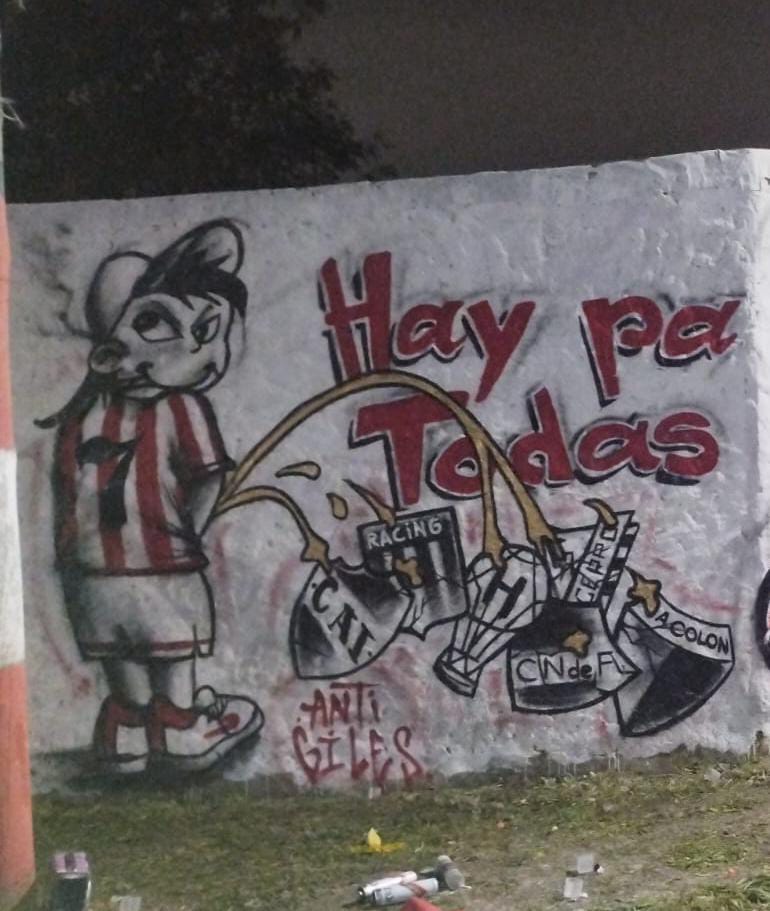 Hay pa
Todas
7
RACING
C.A.I.
H
CNdeF
A.COLON
ANTi
GiLES